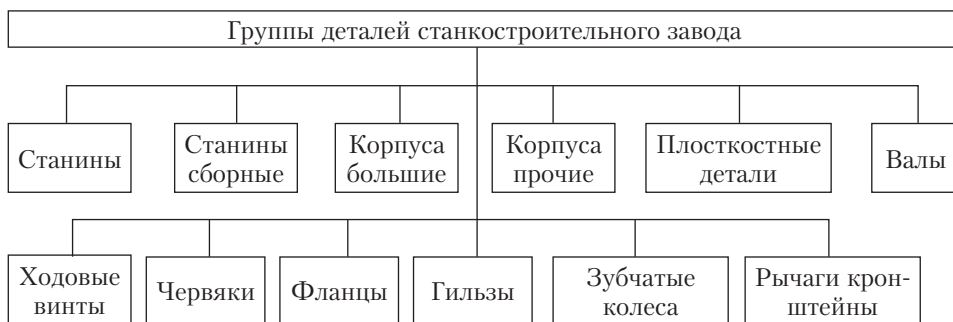 Группы деталей станкостроительного завода
Станины
Станины
сборные
Корпуса
большие
Корпуса
прочие
Плосткостные
детали
Валы
Ходовые
винты
Червяки
Фланцы
Гильзы
Зубчатые
колеса
Рычаги крон-
штейны